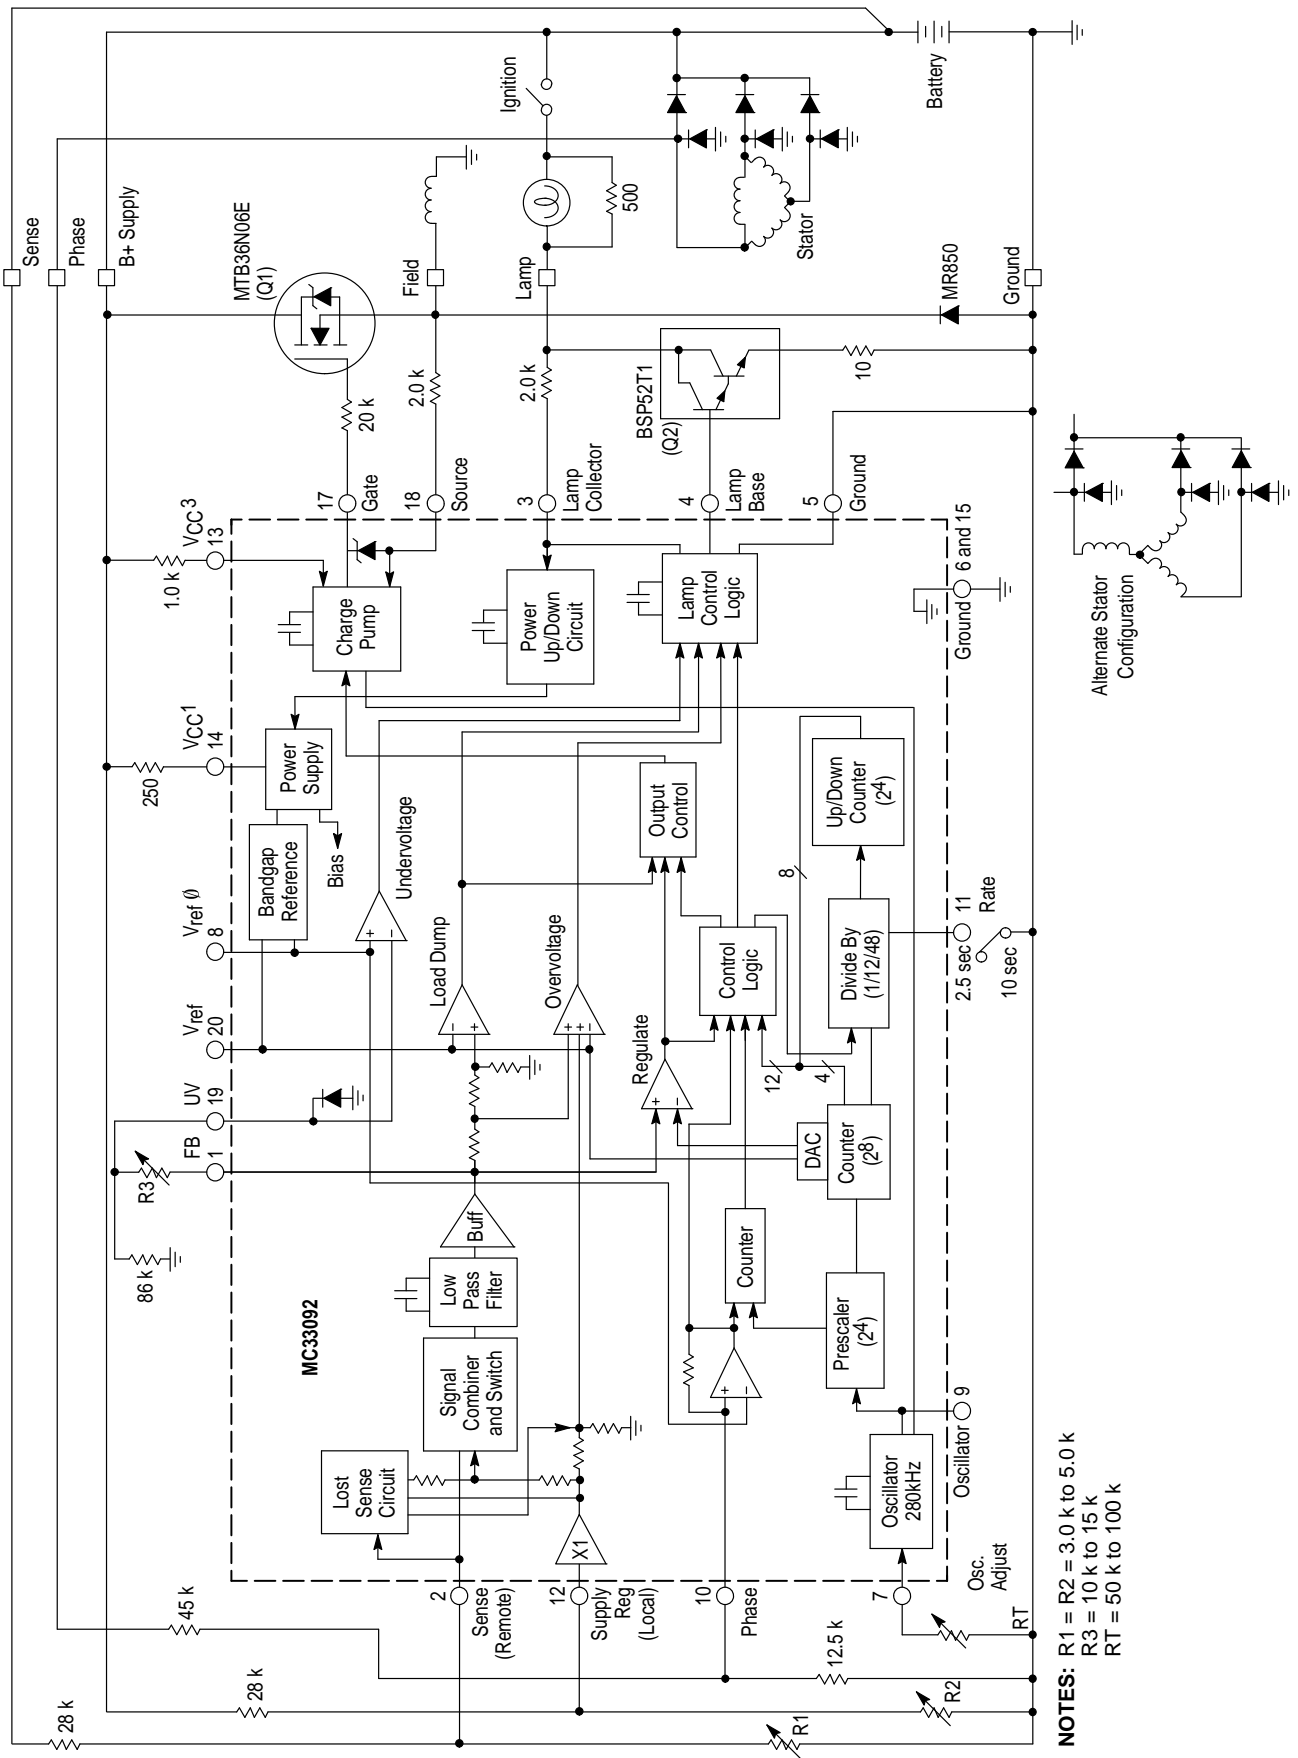 Sense
Phase
B+ Supply
28 k
28 k
45 k
86 k
R3
FB
1
UV
19
Vref
20
Vref Ø
8
250
VCC1
14
1.0 k
VCC3
13
MTB36N06E
(Q1)
20 k
17
Gate
2.0 k
18
Source
Field
Ignition
Lamp
500
2.0 k
3
Lamp
Collector
Stator
Battery
MC33092
Lost
Sense
Circuit
Signal
Combiner
and Switch
Low
Pass
Filter
Buff
Bandgap
Reference
Power
Supply
Bias
Undervoltage
+
–
Charge
Pump
Power
Up/Down
Circuit
Load Dump
–
+
Overvoltage
+
+
–
2
Sense
(Remote)
12
Supply
Reg
(Local)
X1
10
Phase
+
–
Counter
Regulate
+
–
Control
Logic
Output
Control
Lamp
Control
Logic
4
Lamp
Base
BSP52T1
(Q2)
10
5
Ground
MR850
Ground
12
4
8
DAC
Counter
(28)
Prescaler
(24)
Divide By
(1/12/48)
Up/Down
Counter
(24)
Oscillator
280kHz
7
Osc.
Adjust
Oscillator
9
2.5 sec
11
Rate
10 sec
Ground
6 and 15
R1
R2
12.5 k
RT
Alternate Stator
Configuration
NOTES: R1 = R2 = 3.0 k to 5.0 k
R3 = 10 k to 15 k
RT = 50 k to 100 k